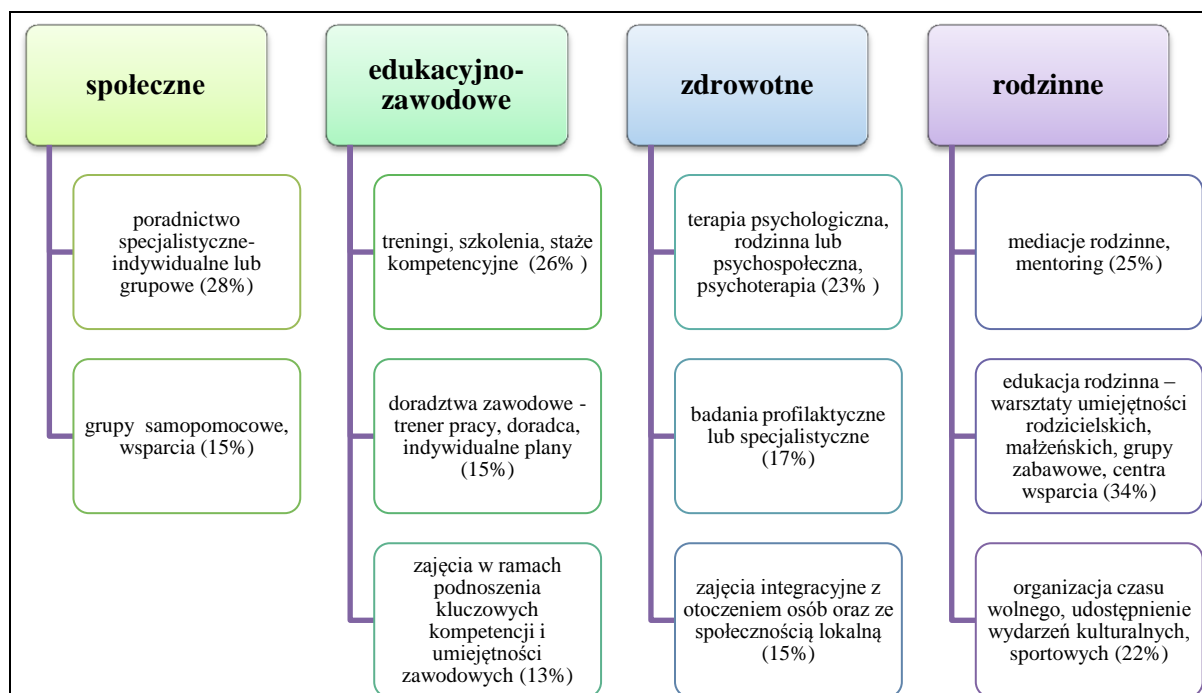 społeczne
poradnictwo
specjalistyczne-
indywidualne lub
grupowe (28%)
grupy samopomocowe,
wsparcia (15%)
edukacyjno-
zawodowe
treningi, szkolenia, staże
kompetencyjne (26% )
doradztwa zawodowe -
trener pracy, doradca,
indywidualne plany
(15%)
zajęcia w ramach
podnoszenia
kluczowych
kompetencji i
umiejętności
zawodowych (13%)
zdrowotne
terapia psychologiczna,
rodzinna lub
psychospołeczna,
psychoterapia (23% )
badania profilaktyczne
lub specjalistyczne
(17%)
zajęcia integracyjne z
otoczeniem osób oraz ze
społecznością lokalną
(15%)
rodzinne
mediacje rodzinne,
mentoring (25%)
edukacja rodzinna –
warsztaty umiejętności
rodzicielskich,
małżeńskich, grupy
zabawowe, centra
wsparcia (34%)
organizacja czasu
wolnego, udostępnienie
wydarzeń kulturalnych,
sportowych (22%)